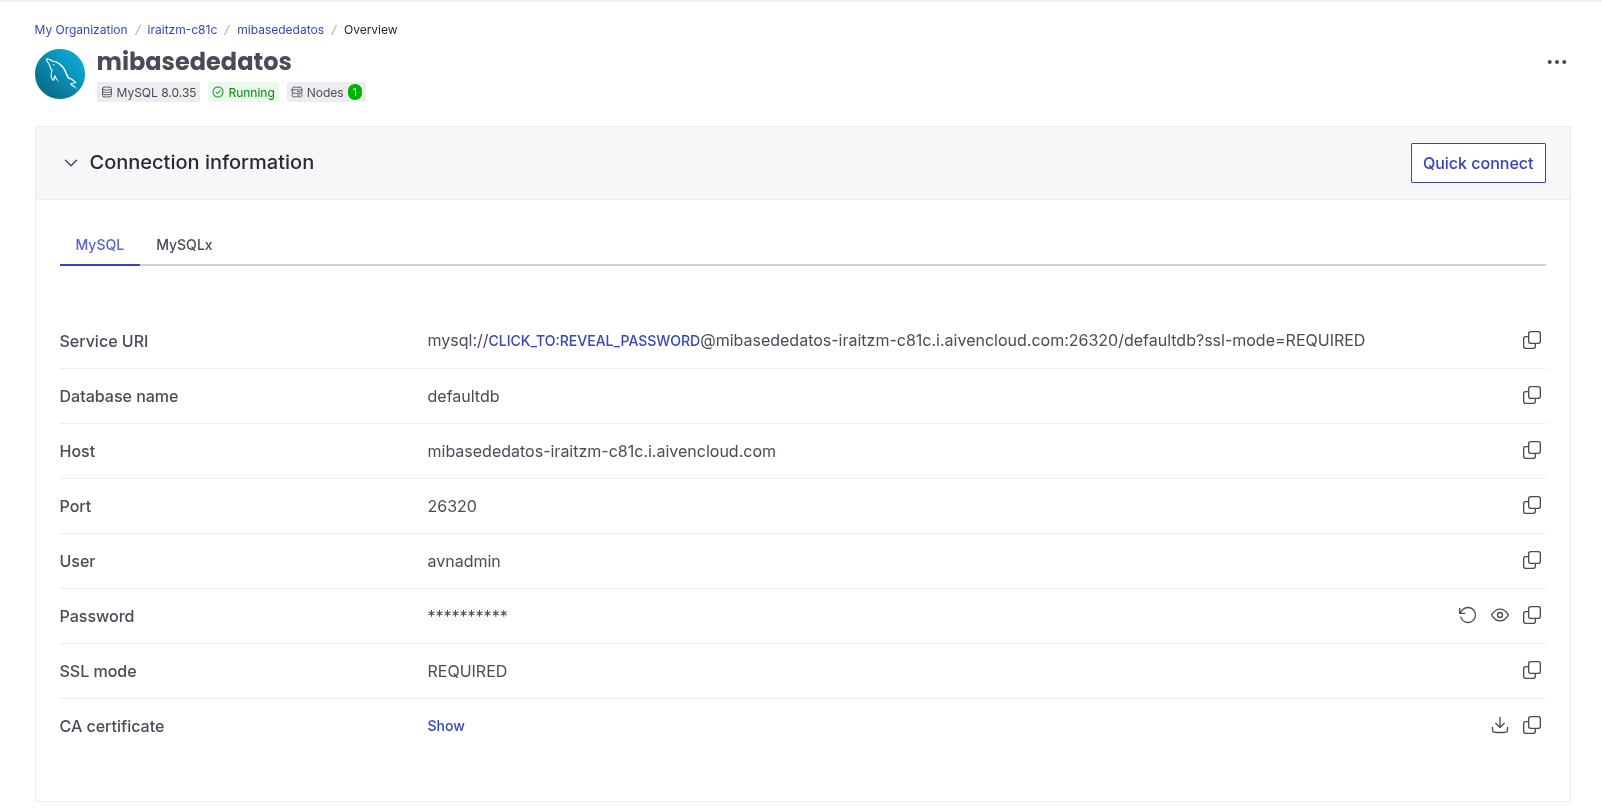 My Organization / iraitzm-c81c / mibasededatos / Overview
mibasededatos
MySQL 8.0.35 Running Nodes 1
Connection information Quick connect
MySQL MySQLx
Service URI mysql://CLICK_TO:REVEAL_PASSWORD@mibasededatos-iraitzm-c81c.i.aivencloud.com:26320/defaultdb?ssl-mode=REQUIRED
Database name defaultdb
Host mibasededatos-iraitzm-c81c.i.aivencloud.com
Port 26320
User avnadmin
Password **********
SSL mode REQUIRED
CA certificate Show